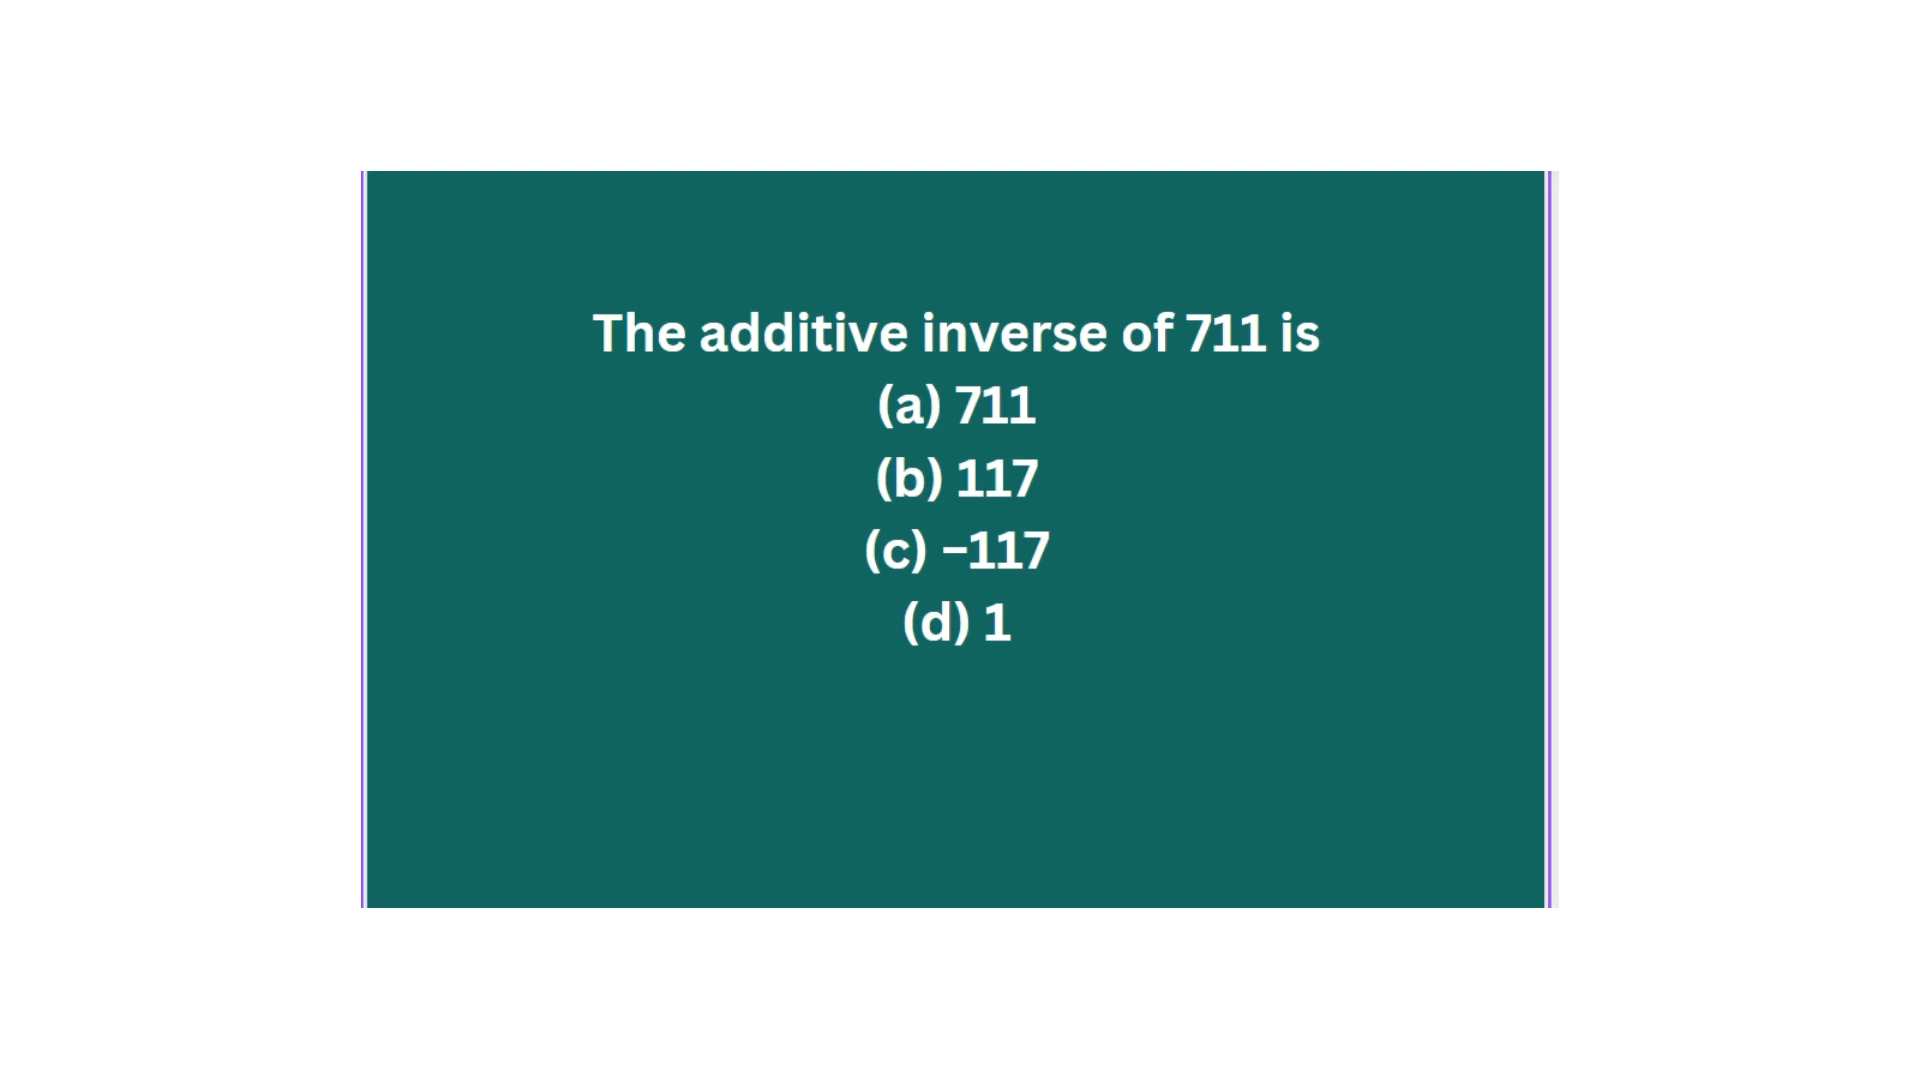 The additive inverse of 711 is
(a) 711
(b) 117
(c) –117
(d) 1